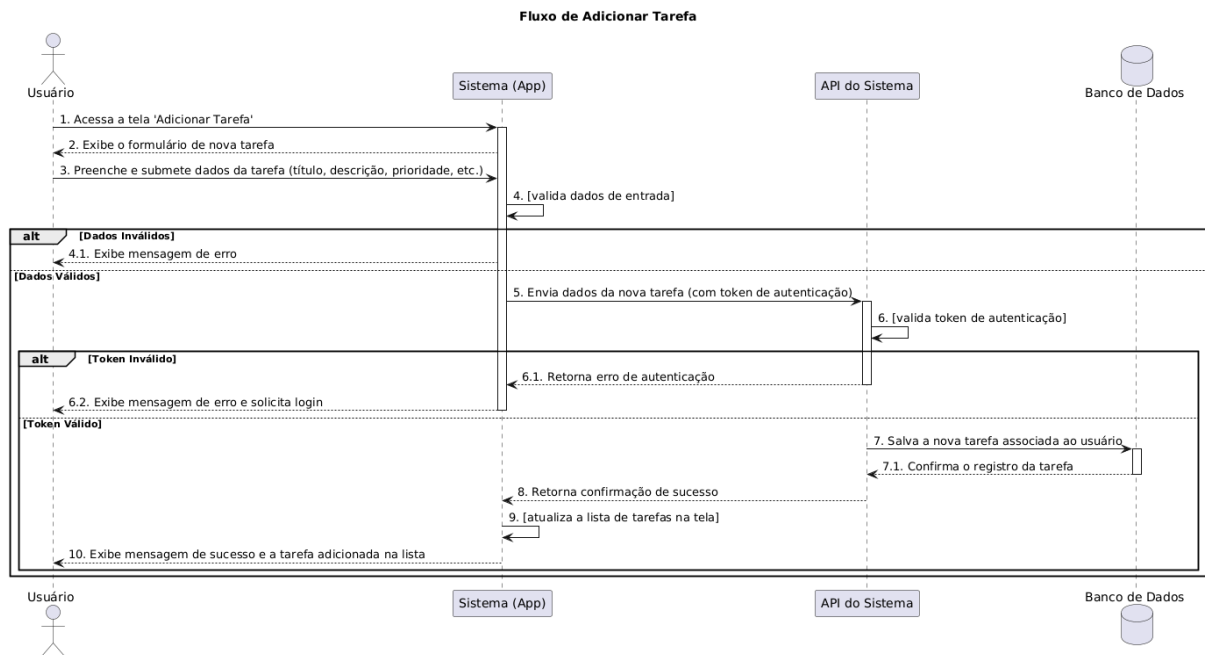 Fluxo de Adicionar Tarefa
Usuário
Sistema (App)
API do Sistema
Banco de Dados
1. Acessa a tela 'Adicionar Tarefa'
2. Exibe o formulário de nova tarefa
3. Preenche e submete dados da tarefa (título, descrição, prioridade, etc.)
4. [valida dados de entrada]
alt
[Dados Inválidos]
4.1. Exibe mensagem de erro
[Dados Válidos]
5. Envia dados da nova tarefa (com token de autenticação)
6. [valida token de autenticação]
alt
[Token Inválido]
6.1. Retorna erro de autenticação
6.2. Exibe mensagem de erro e solicita login
[Token Válido]
7. Salva a nova tarefa associada ao usuário
7.1. Confirma o registro da tarefa
8. Retorna confirmação de sucesso
9. [atualiza a lista de tarefas na tela]
10. Exibe mensagem de sucesso e a tarefa adicionada na lista
Usuário
Sistema (App)
API do Sistema
Banco de Dados